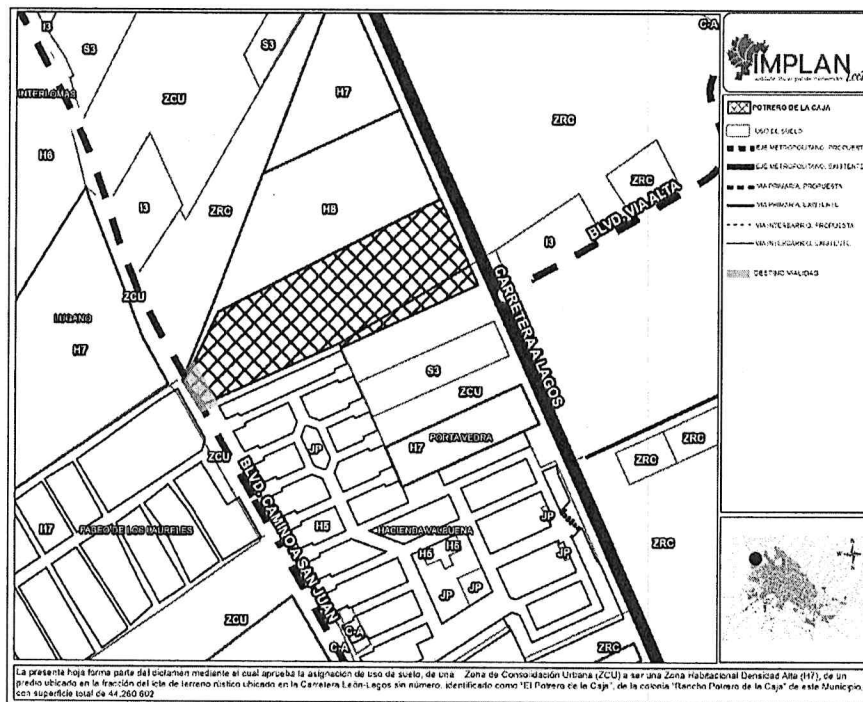 IMPLAN
León
POTRERO DE LA CAJA
USO DE SUELO
EJE METROPOLITANO, PROPUESTO
EJE METROPOLITANO, EXISTENTE
VIA PRIMARIA, PROPUESTA
VIA PRIMARIA, EXISTENTE
VIA INTERBARRIO, PROPUESTA
VIA INTERBARRIO, EXISTENTE
DESTINO VIALIDAD
I3
S3
S3
C-A
INTERLOMAS
ZCU
H7
ZRC
H6
ZRC
I3
ZRC
H8
BLVD. VIA ALTA
I3
ZCU
LUGANO
H7
CARRETERA A LAGOS
S3
ZCU
PORTAVEDRA
H7
JP
ZCU
ZRC
ZRC
BLVD. CAMINO A SAN JUAN
H7
PASEO DE LOS LAURELES
H5
HACIENDA VALBUENA
JP
H6
H6
JP
JP
JP
ZRC
ZCU
C-A
C-A
ZRC
N
W
La presente hoja forma parte del dictamen mediante el cual aprueba la asignación de uso de suelo, de una Zona de Consolidación Urbana (ZCU) a ser una Zona Habitacional Densidad Alta (H7), de un
predio ubicado en la fracción del lote de terreno rústico ubicado en la Carretera León-Lagos sin número, identificado como "El Potrero de la Caja", de la colonia "Rancho Potrero de la Caja" de este Municipio,
con superficie total de 44,260.602